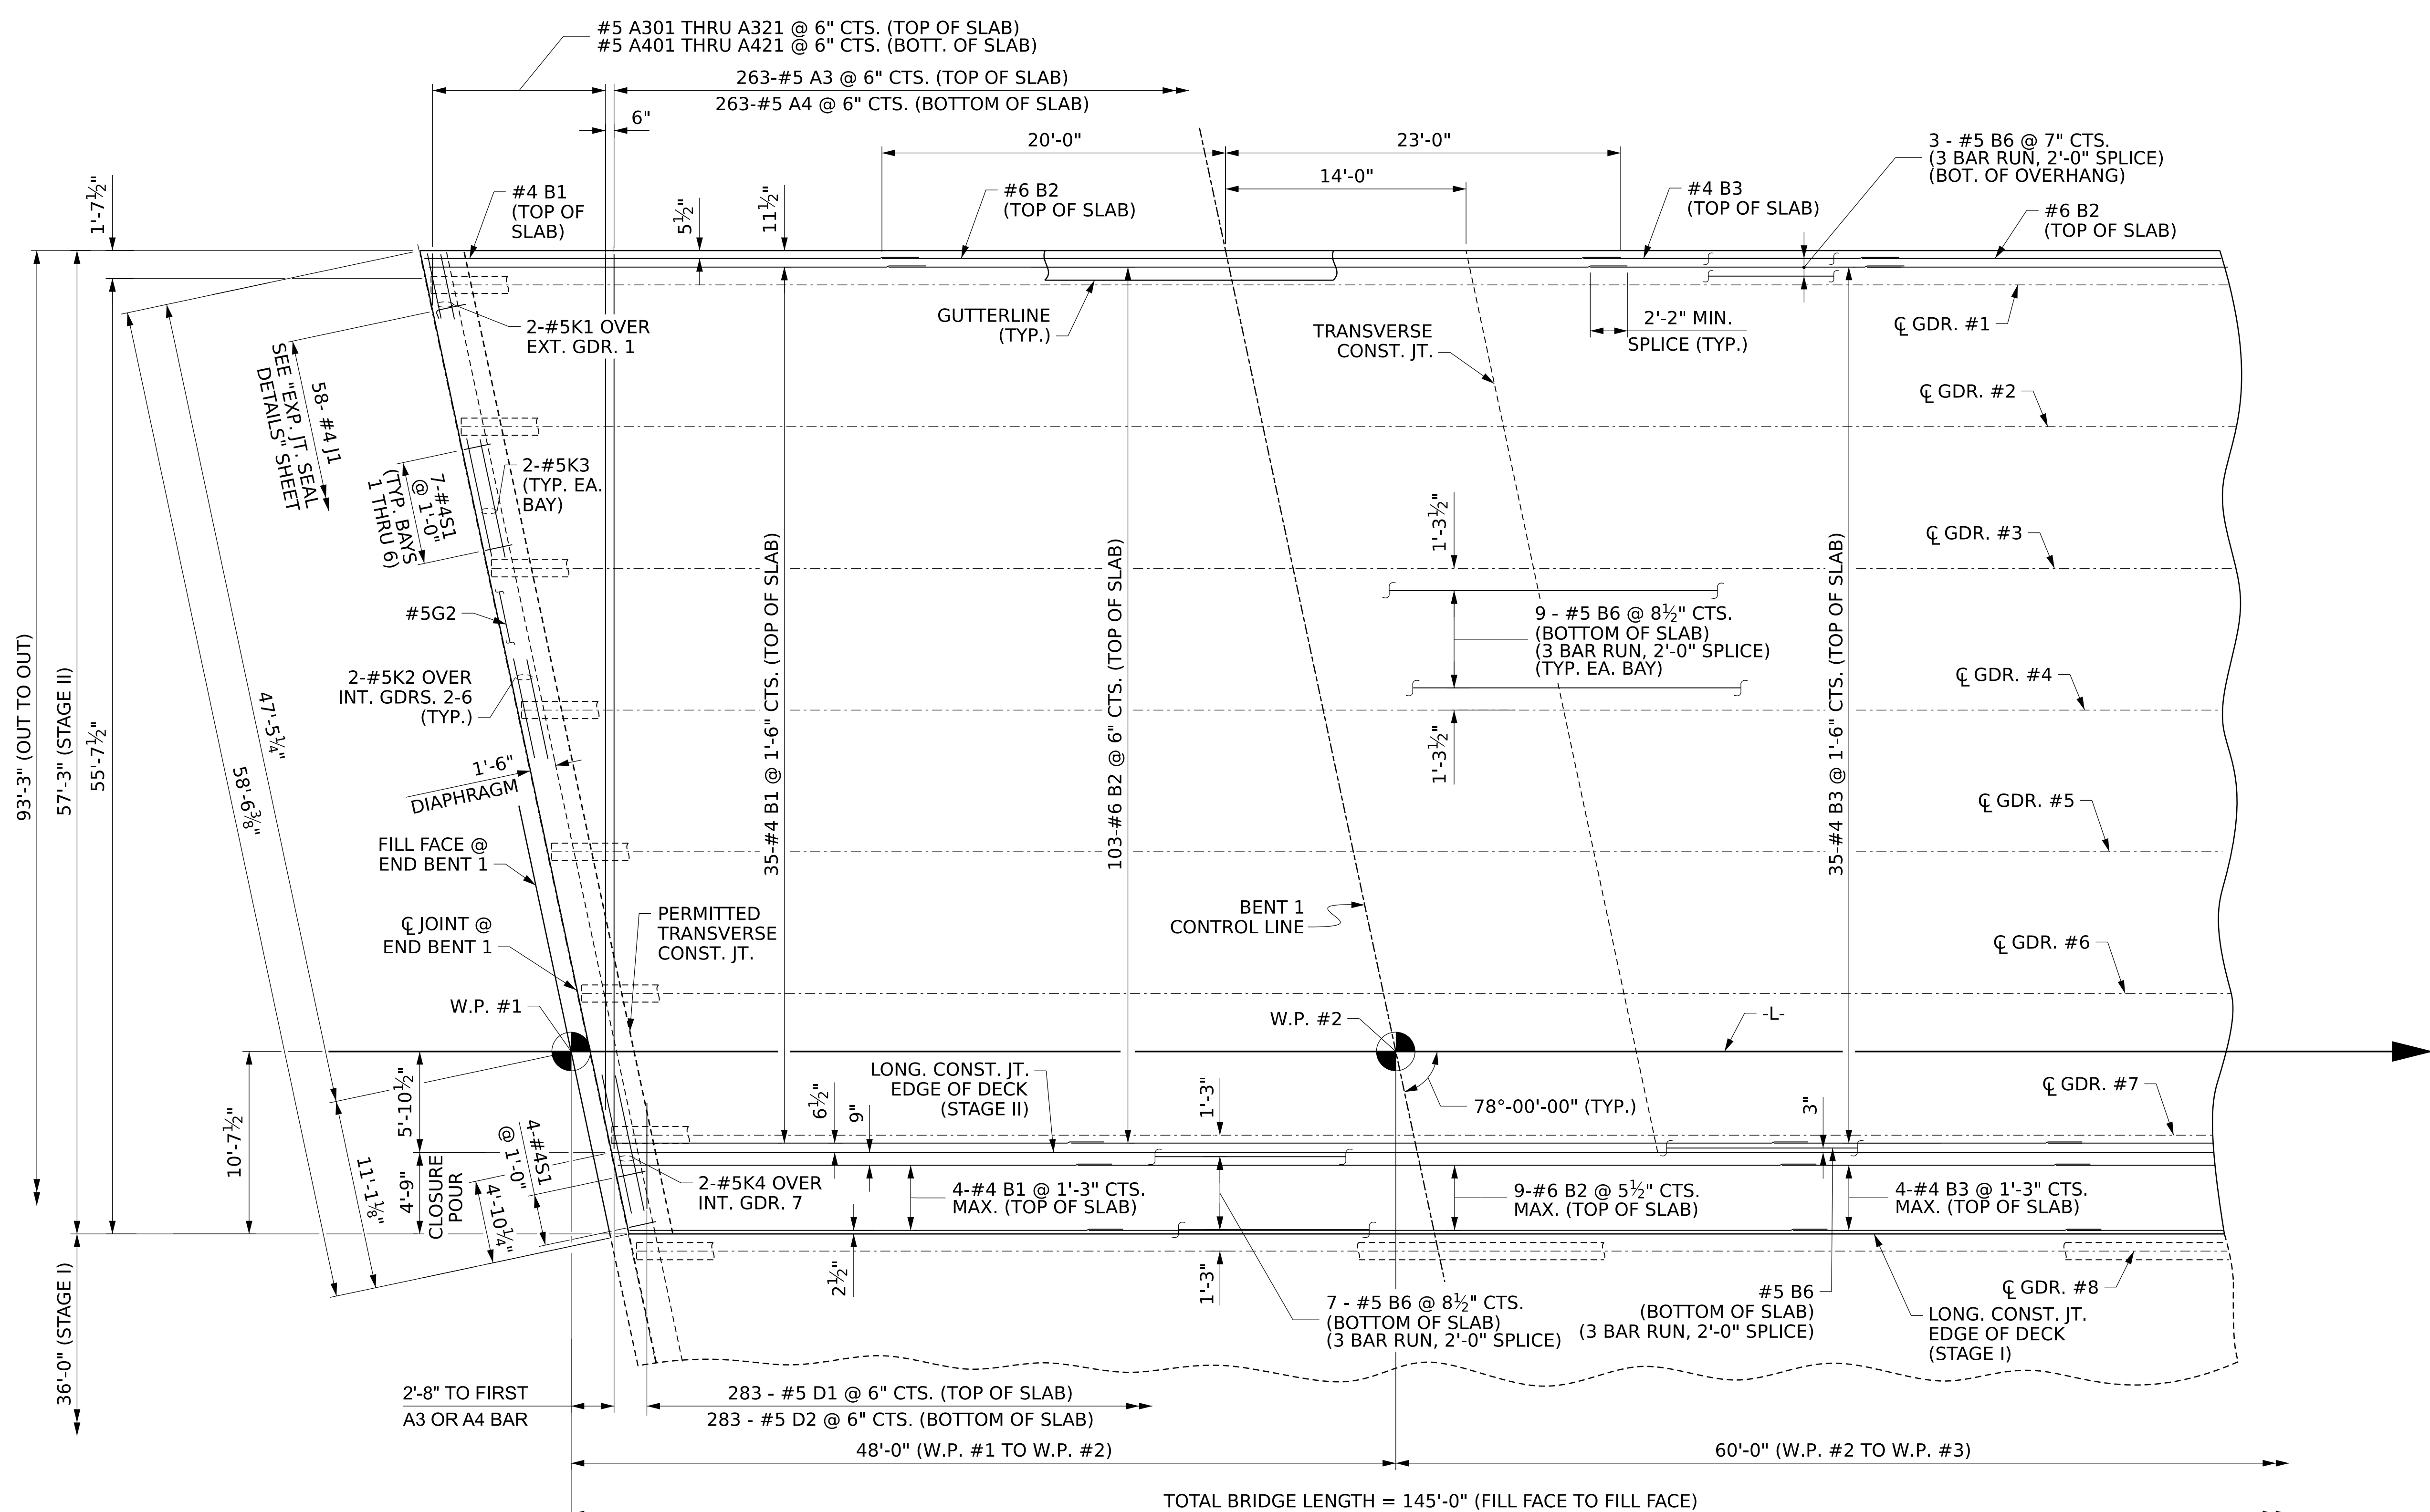 #5 A301 THRU A321 @ 6" CTS. (TOP OF SLAB)
#5 A401 THRU A421 @ 6" CTS. (BOTT. OF SLAB)
263-#5 A3 @ 6" CTS. (TOP OF SLAB)
263-#5 A4 @ 6" CTS. (BOTTOM OF SLAB)
6"
20'-0"
23'-0"
14'-0"
3 - #5 B6 @ 7" CTS.
(3 BAR RUN, 2'-0" SPLICE)
(BOT. OF OVERHANG)
1'-7½"
#4 B1
(TOP OF
SLAB)
5½"
11½"
#6 B2
(TOP OF SLAB)
#4 B3
(TOP OF SLAB)
#6 B2
(TOP OF SLAB)
GUTTERLINE
(TYP.)
TRANSVERSE
CONST. JT.
2'-2" MIN.
SPLICE (TYP.)
℄ GDR. #1
2-#5K1 OVER
EXT. GDR. 1
58- #4 J1
SEE "EXP. JT. SEAL
DETAILS" SHEET
℄ GDR. #2
7-#4S1
@ 1'-0"
(TYP. BAYS
1 THRU 6)
2-#5K3
(TYP. EA.
BAY)
1'-3½"
℄ GDR. #3
#5G2
9 - #5 B6 @ 8½" CTS.
(BOTTOM OF SLAB)
(3 BAR RUN, 2'-0" SPLICE)
(TYP. EA. BAY)
35-#4 B1 @ 1'-6" CTS. (TOP OF SLAB)
103-#6 B2 @ 6" CTS. (TOP OF SLAB)
35-#4 B3 @ 1'-6" CTS. (TOP OF SLAB)
93'-3" (OUT TO OUT)
57'-3" (STAGE II)
55'-7½"
2-#5K2 OVER
INT. GDRS. 2-6
(TYP.)
℄ GDR. #4
47'-5¼"
58'-6⅜"
1'-3½"
1'-6"
DIAPHRAGM
℄ GDR. #5
FILL FACE @
END BENT 1
℄ JOINT @
END BENT 1
PERMITTED
TRANSVERSE
CONST. JT.
BENT 1
CONTROL LINE
℄ GDR. #6
W.P. #1
W.P. #2
-L-
LONG. CONST. JT.
EDGE OF DECK
(STAGE II)
℄ GDR. #7
10'-7½"
5'-10½"
6½"
9"
1'-3"
78°-00'-00" (TYP.)
3"
4'-9"
CLOSURE
POUR
11'-1⅛"
4'-10¼"
4-#4S1
@ 1'-0"
2-#5K4 OVER
INT. GDR. 7
4-#4 B1 @ 1'-3" CTS.
MAX. (TOP OF SLAB)
9-#6 B2 @ 5½" CTS.
MAX. (TOP OF SLAB)
4-#4 B3 @ 1'-3" CTS.
MAX. (TOP OF SLAB)
2½"
1'-3"
36'-0" (STAGE I)
7 - #5 B6 @ 8½" CTS.
(BOTTOM OF SLAB)
(3 BAR RUN, 2'-0" SPLICE)
#5 B6
(BOTTOM OF SLAB)
(3 BAR RUN, 2'-0" SPLICE)
℄ GDR. #8
LONG. CONST. JT.
EDGE OF DECK
(STAGE I)
2'-8" TO FIRST
A3 OR A4 BAR
283 - #5 D1 @ 6" CTS. (TOP OF SLAB)
283 - #5 D2 @ 6" CTS. (BOTTOM OF SLAB)
48'-0" (W.P. #1 TO W.P. #2)
60'-0" (W.P. #2 TO W.P. #3)
TOTAL BRIDGE LENGTH = 145'-0" (FILL FACE TO FILL FACE)